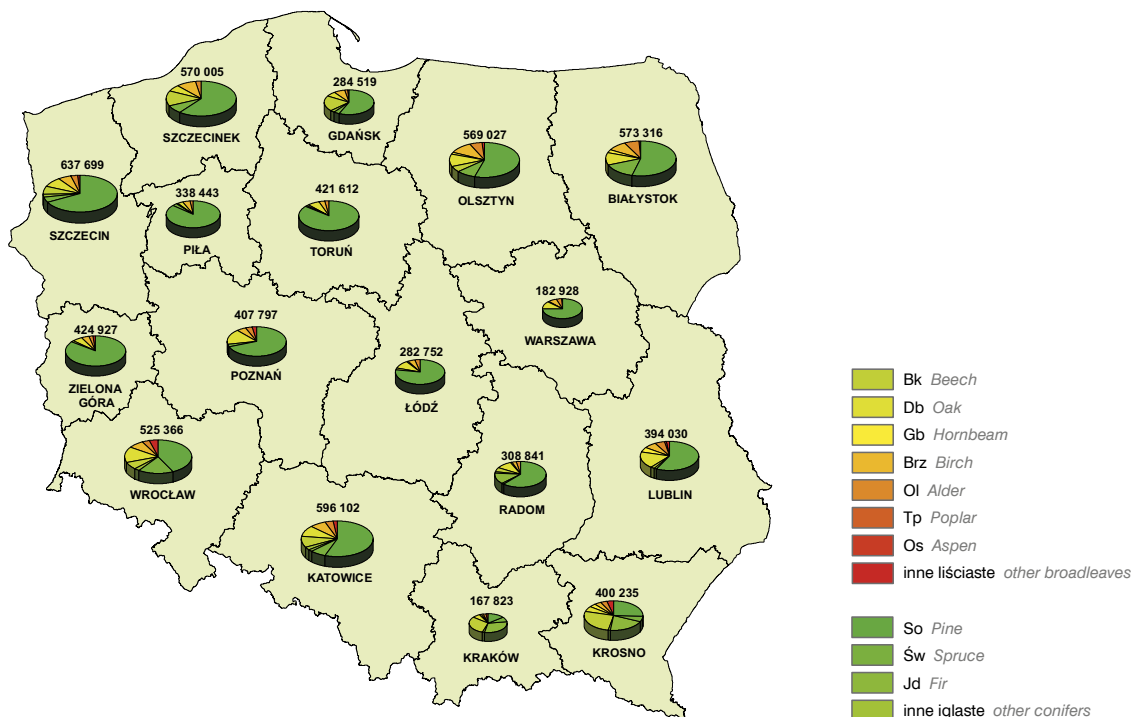 570 005
SZCZECINEK
284 519
GDAŃSK
569 027
OLSZTYN
573 316
BIAŁYSTOK
637 699
SZCZECIN
338 443
PIŁA
421 612
TORUŃ
182 928
WARSZAWA
424 927
ZIELONA
GÓRA
407 797
POZNAŃ
282 752
ŁÓDŹ
525 366
WROCŁAW
308 841
RADOM
394 030
LUBLIN
596 102
KATOWICE
167 823
KRAKÓW
400 235
KROSNO
Bk Beech
Db Oak
Gb Hornbeam
Brz Birch
Ol Alder
Tp Poplar
Os Aspen
inne liściaste other broadleaves
So Pine
Św Spruce
Jd Fir
inne iglaste other conifers